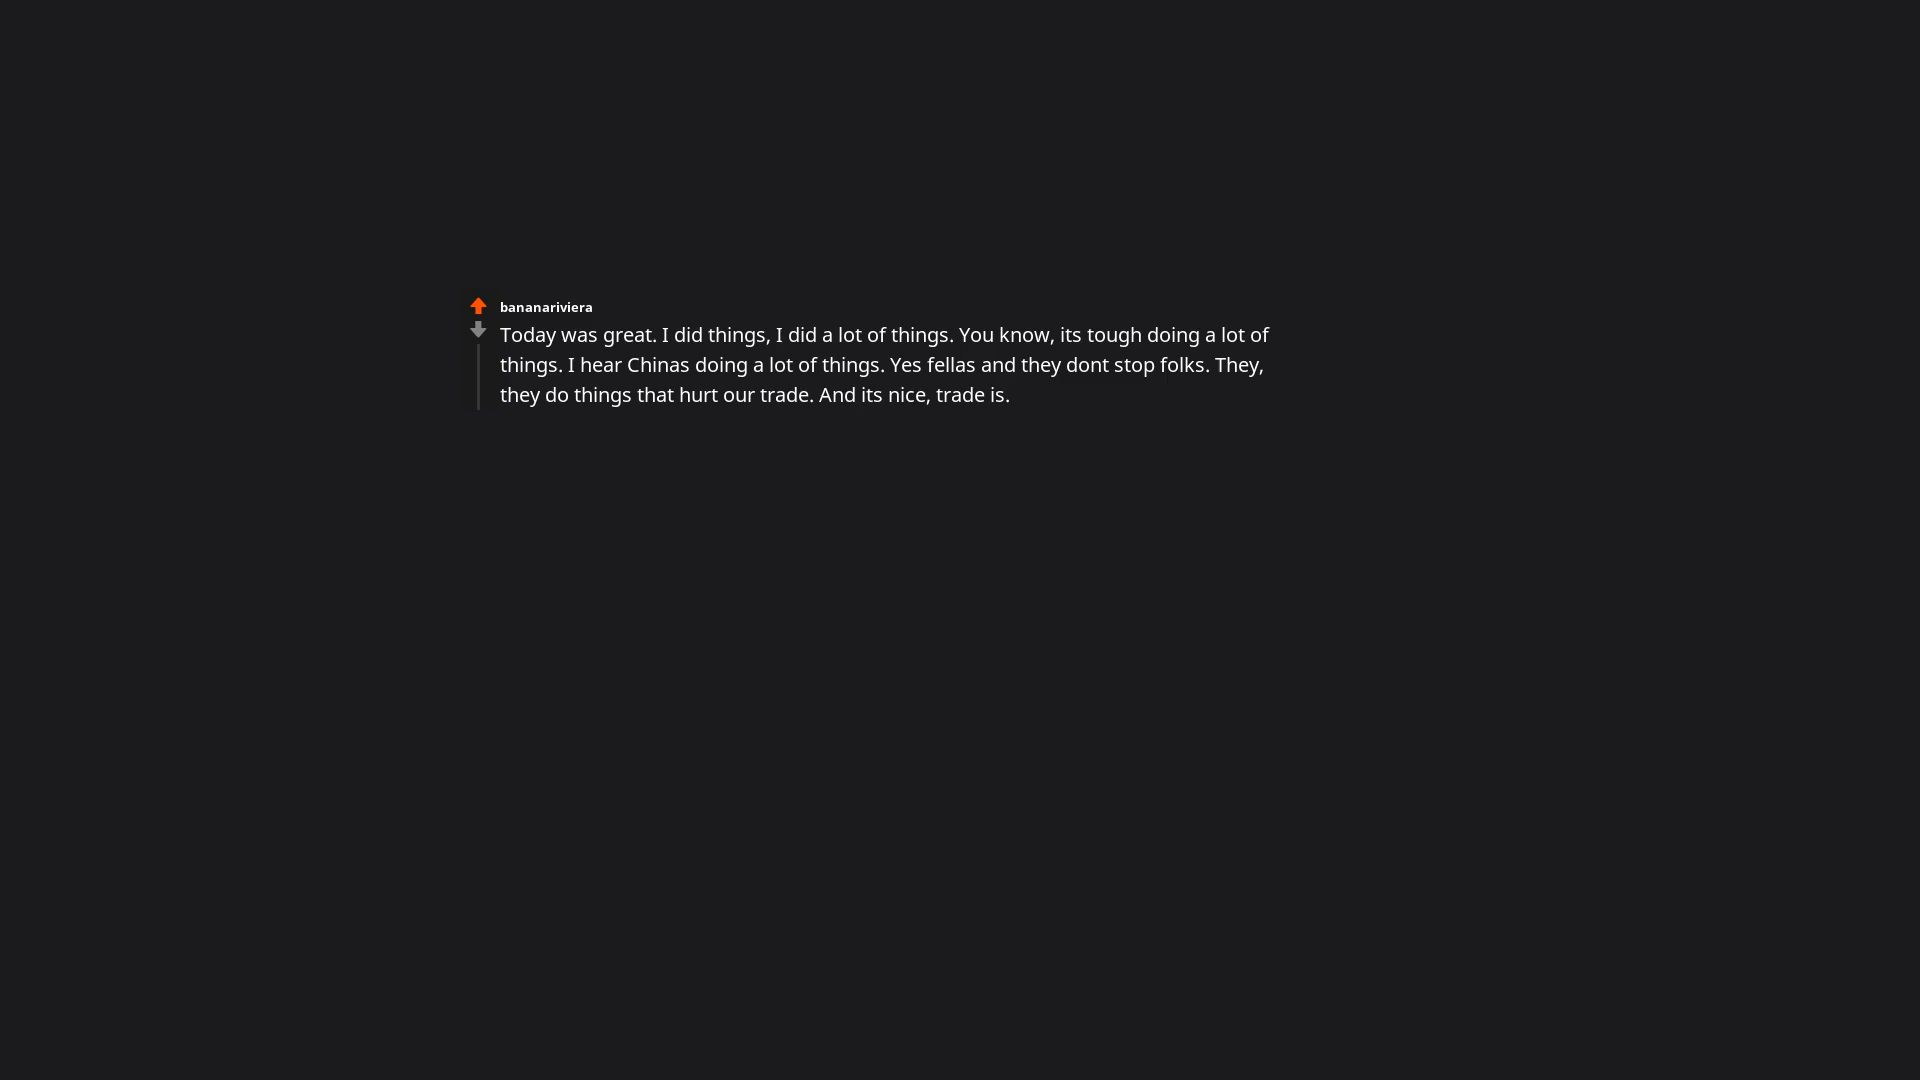 bananariviera
Today was great. I did things, I did a lot of things. You know, its tough doing a lot of
things. I hear Chinas doing a lot of things. Yes fellas and they dont stop folks. They,
they do things that hurt our trade. And its nice, trade is.